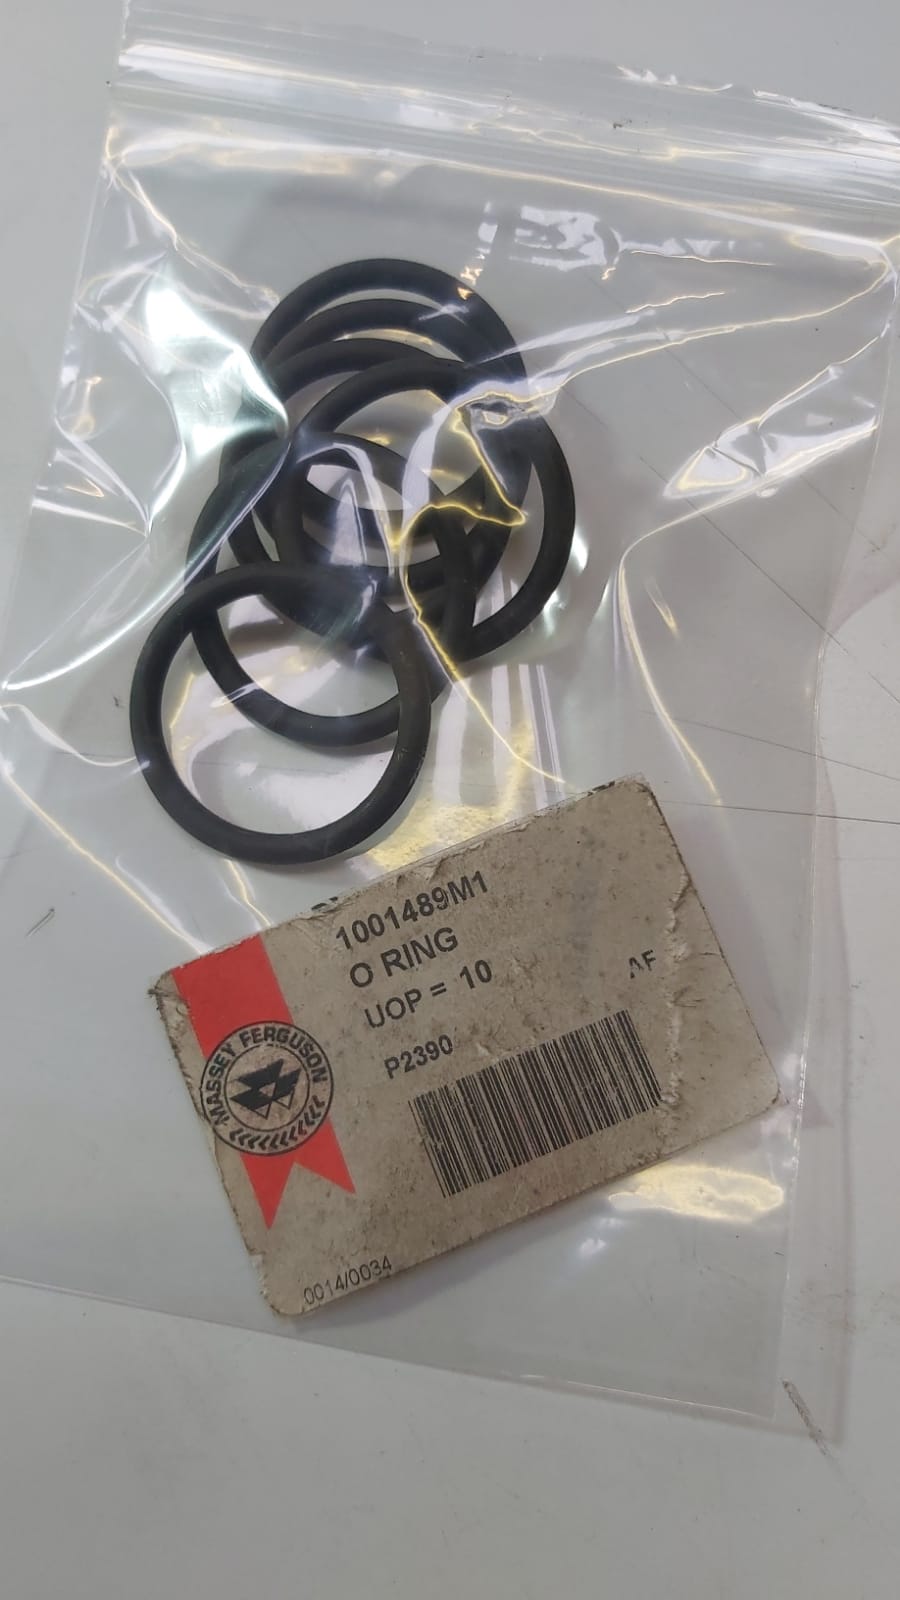 1001489M1
O RING
UOP = 10
AF
P2390
MASSEY FERGUSON
0014/0034